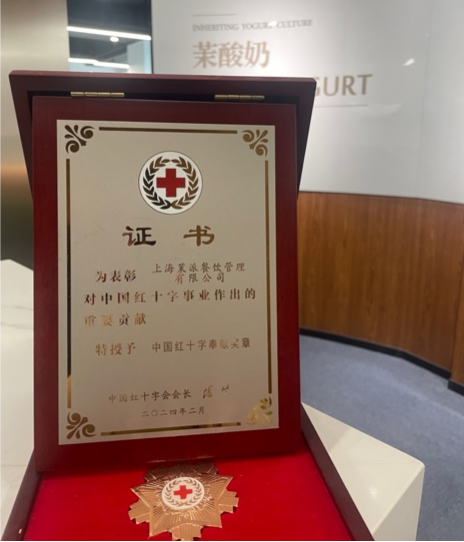 INHERITING YOGURT CULTURE
茉酸奶
GURT
证书
为表彰 上海茉派餐饮管理
有限公司
对中国红十字事业作出的
重要贡献
特授予 中国红十字奉献奖章
中国红十字会会长
二〇二四年二月